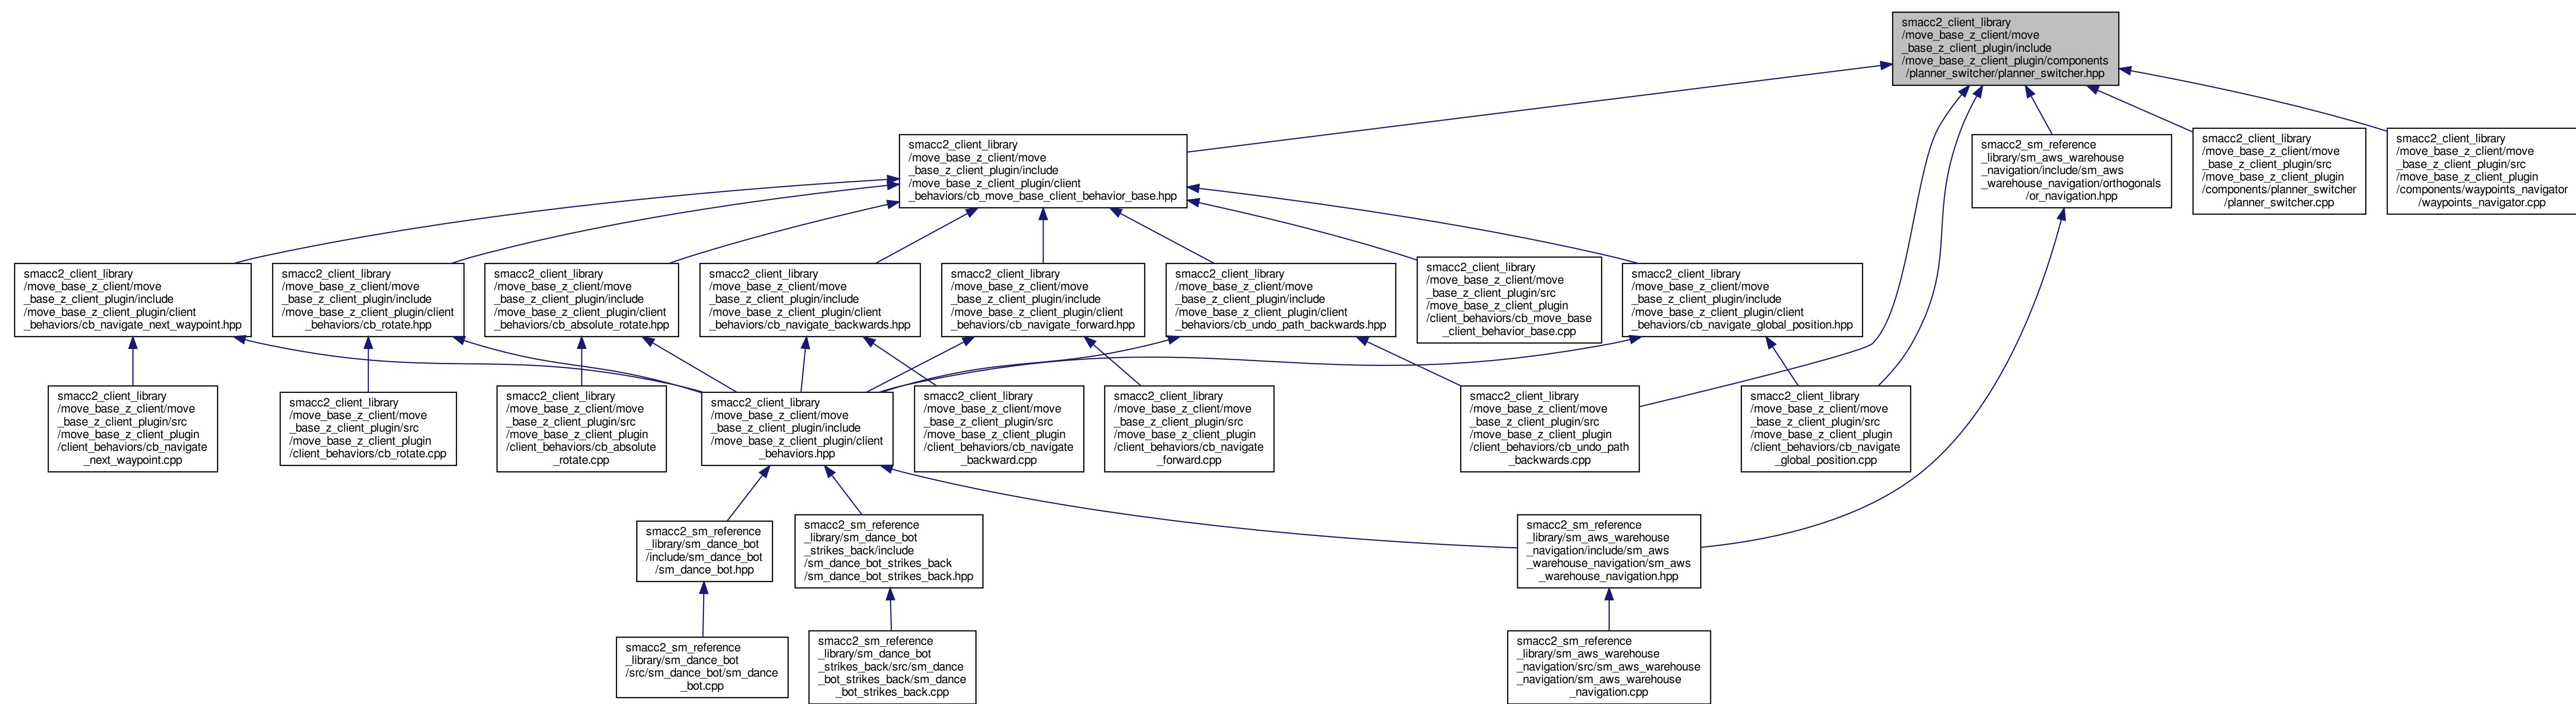 smacc2_client_library
/move_base_z_client/move
_base_z_client_plugin/include
/move_base_z_client_plugin/components
/planner_switcher/planner_switcher.hpp
smacc2_client_library
/move_base_z_client/move
_base_z_client_plugin/include
/move_base_z_client_plugin/client
_behaviors/cb_move_base_client_behavior_base.hpp
smacc2_sm_reference
_library/sm_aws_warehouse
_navigation/include/sm_aws
_warehouse_navigation/orthogonals
/or_navigation.hpp
smacc2_client_library
/move_base_z_client/move
_base_z_client_plugin/src
/move_base_z_client_plugin
/components/planner_switcher
/planner_switcher.cpp
smacc2_client_library
/move_base_z_client/move
_base_z_client_plugin/src
/move_base_z_client_plugin
/components/waypoints_navigator
/waypoints_navigator.cpp
smacc2_client_library
/move_base_z_client/move
_base_z_client_plugin/include
/move_base_z_client_plugin/client
_behaviors/cb_navigate_next_waypoint.hpp
smacc2_client_library
/move_base_z_client/move
_base_z_client_plugin/include
/move_base_z_client_plugin/client
_behaviors/cb_rotate.hpp
smacc2_client_library
/move_base_z_client/move
_base_z_client_plugin/include
/move_base_z_client_plugin/client
_behaviors/cb_absolute_rotate.hpp
smacc2_client_library
/move_base_z_client/move
_base_z_client_plugin/include
/move_base_z_client_plugin/client
_behaviors/cb_navigate_backwards.hpp
smacc2_client_library
/move_base_z_client/move
_base_z_client_plugin/include
/move_base_z_client_plugin/client
_behaviors/cb_navigate_forward.hpp
smacc2_client_library
/move_base_z_client/move
_base_z_client_plugin/include
/move_base_z_client_plugin/client
_behaviors/cb_undo_path_backwards.hpp
smacc2_client_library
/move_base_z_client/move
_base_z_client_plugin/src
/move_base_z_client_plugin
/client_behaviors/cb_move_base
_client_behavior_base.cpp
smacc2_client_library
/move_base_z_client/move
_base_z_client_plugin/include
/move_base_z_client_plugin/client
_behaviors/cb_navigate_global_position.hpp
smacc2_client_library
/move_base_z_client/move
_base_z_client_plugin/src
/move_base_z_client_plugin
/client_behaviors/cb_navigate
_next_waypoint.cpp
smacc2_client_library
/move_base_z_client/move
_base_z_client_plugin/src
/move_base_z_client_plugin
/client_behaviors/cb_rotate.cpp
smacc2_client_library
/move_base_z_client/move
_base_z_client_plugin/src
/move_base_z_client_plugin
/client_behaviors/cb_absolute
_rotate.cpp
smacc2_client_library
/move_base_z_client/move
_base_z_client_plugin/include
/move_base_z_client_plugin/client
_behaviors.hpp
smacc2_client_library
/move_base_z_client/move
_base_z_client_plugin/src
/move_base_z_client_plugin
/client_behaviors/cb_navigate
_backward.cpp
smacc2_client_library
/move_base_z_client/move
_base_z_client_plugin/src
/move_base_z_client_plugin
/client_behaviors/cb_navigate
_forward.cpp
smacc2_client_library
/move_base_z_client/move
_base_z_client_plugin/src
/move_base_z_client_plugin
/client_behaviors/cb_undo_path
_backwards.cpp
smacc2_client_library
/move_base_z_client/move
_base_z_client_plugin/src
/move_base_z_client_plugin
/client_behaviors/cb_navigate
_global_position.cpp
smacc2_sm_reference
_library/sm_dance_bot
/include/sm_dance_bot
/sm_dance_bot.hpp
smacc2_sm_reference
_library/sm_dance_bot
_strikes_back/include
/sm_dance_bot_strikes_back
/sm_dance_bot_strikes_back.hpp
smacc2_sm_reference
_library/sm_aws_warehouse
_navigation/include/sm_aws
_warehouse_navigation/sm_aws
_warehouse_navigation.hpp
smacc2_sm_reference
_library/sm_dance_bot
/src/sm_dance_bot/sm_dance
_bot.cpp
smacc2_sm_reference
_library/sm_dance_bot
_strikes_back/src/sm_dance
_bot_strikes_back/sm_dance
_bot_strikes_back.cpp
smacc2_sm_reference
_library/sm_aws_warehouse
_navigation/src/sm_aws_warehouse
_navigation/sm_aws_warehouse
_navigation.cpp